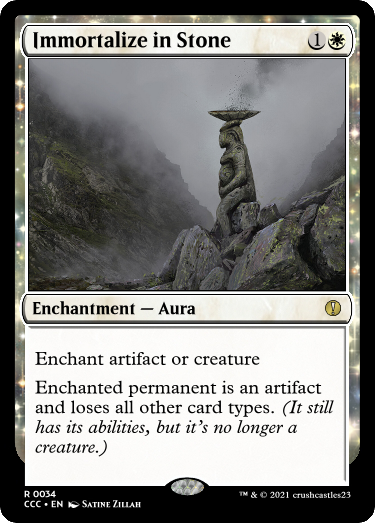 Immortalize in Stone 1
Enchantment — Aura
Enchant artifact or creature
Enchanted permanent is an artifact
and loses all other card types. (It still
has its abilities, but it's no longer a
creature.)
R 0034
CCC • EN Satine Zillah
™ & © 2021 crushcastles23